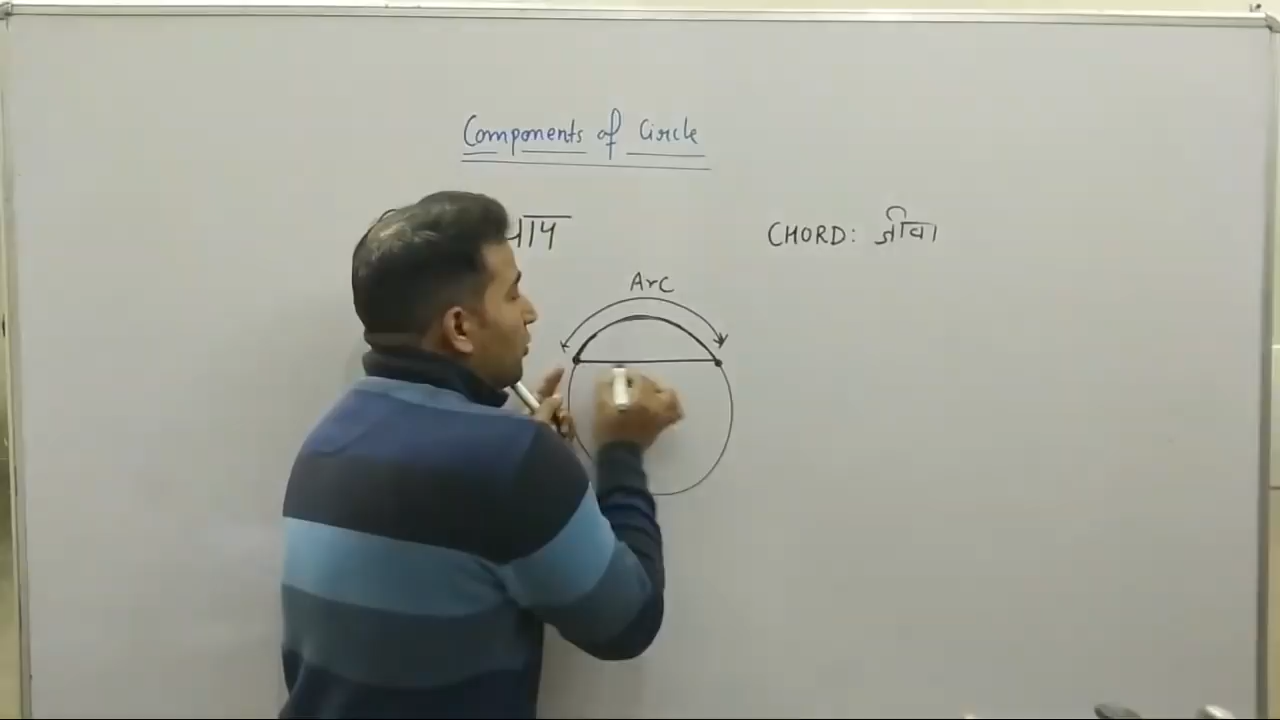 Components of Circle
CHORD: जीवा
Arc